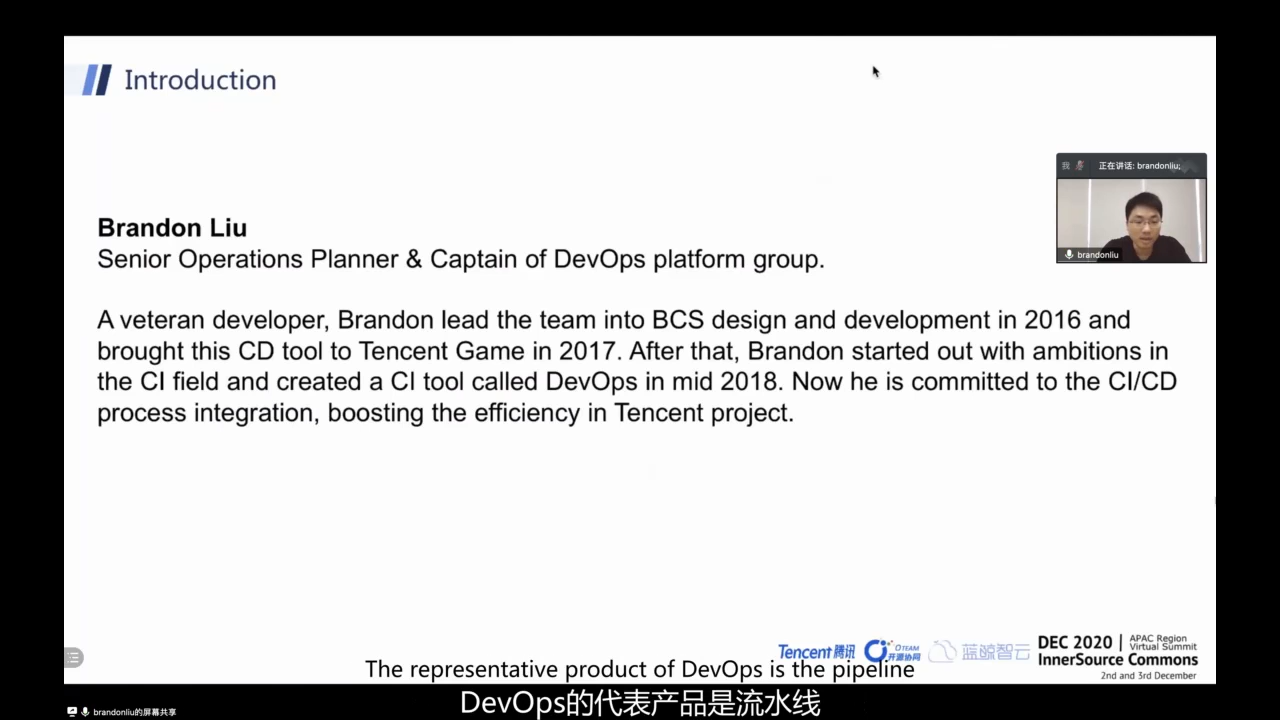 Introduction
我 正在讲话: brandonliu;
brandonliu
Brandon Liu
Senior Operations Planner & Captain of DevOps platform group.
A veteran developer, Brandon lead the team into BCS design and development in 2016 and
brought this CD tool to Tencent Game in 2017. After that, Brandon started out with ambitions in
the CI field and created a CI tool called DevOps in mid 2018. Now he is committed to the CI/CD
process integration, boosting the efficiency in Tencent project.
Tencent 腾讯
OTEAM
开源协同
蓝鲸智云
DEC 2020 | APAC Region
Virtual Summit
InnerSource Commons
2nd and 3rd December
The representative product of DevOps is the pipeline
DevOps的代表产品是流水线
brandonliu的屏幕共享